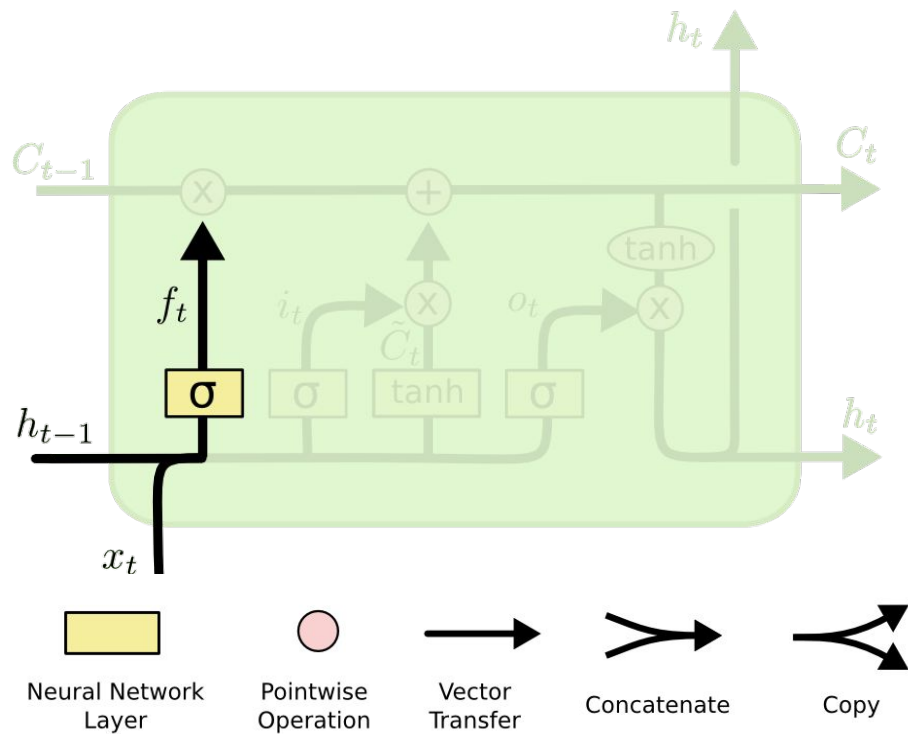 h_t
C_{t-1}
C_t
×
+
tanh
f_t
i_t
×
o_t
×
C̃_t
σ
σ
tanh
σ
h_{t-1}
h_t
x_t
Neural Network
Layer
Pointwise
Operation
Vector
Transfer
Concatenate
Copy